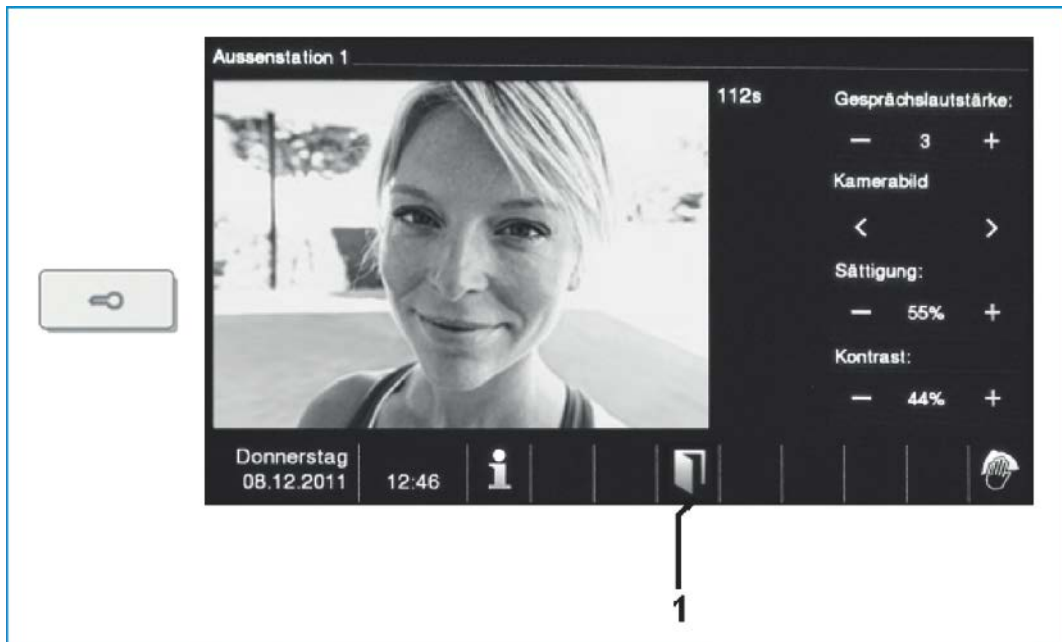 Aussenstation 1
112s
Gesprächslautstärke:
— 3 +
Kamerabild
< >
Sättigung:
— 55% +
Kontrast:
— 44% +
Donnerstag
08.12.2011
12:46
i
1